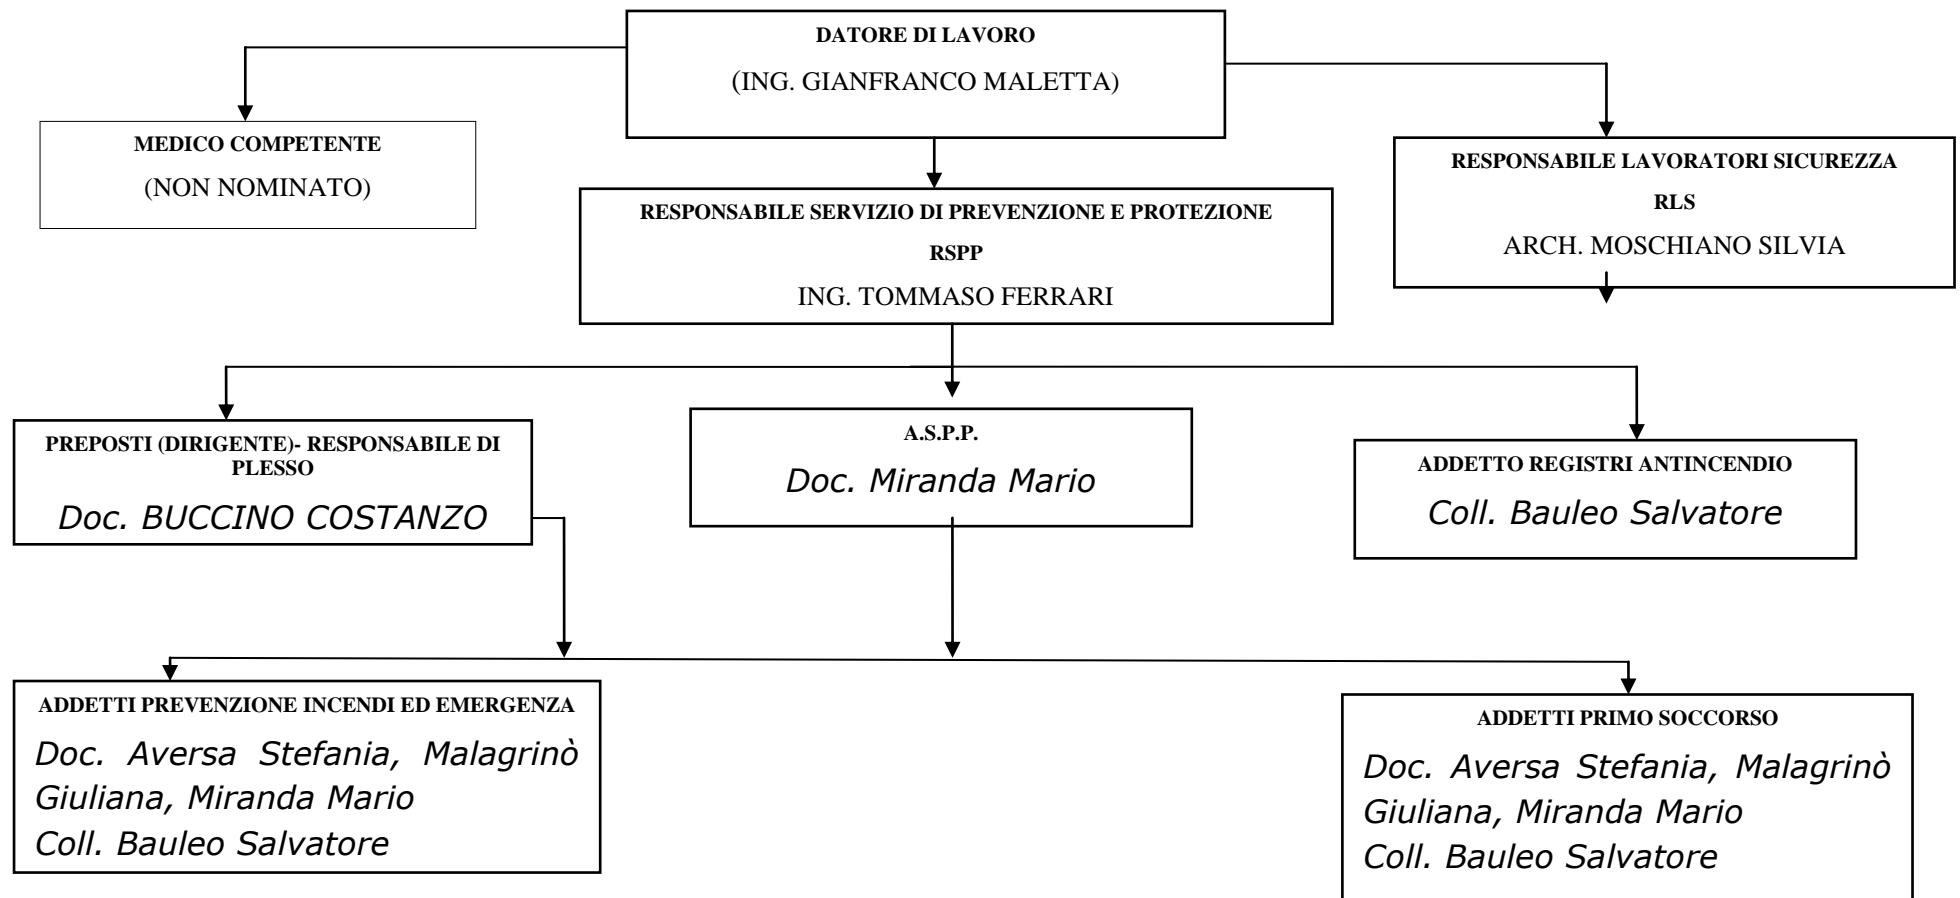 DATORE DI LAVORO
(ING. GIANFRANCO MALETTA)
MEDICO COMPETENTE
(NON NOMINATO)
RESPONSABILE LAVORATORI SICUREZZA
RLS
ARCH. MOSCHIANO SILVIA
RESPONSABILE SERVIZIO DI PREVENZIONE E PROTEZIONE
RSPP
ING. TOMMASO FERRARI
PREPOSTI (DIRIGENTE)- RESPONSABILE DI
PLESSO
Doc. BUCCINO COSTANZO
A.S.P.P.
Doc. Miranda Mario
ADDETTO REGISTRI ANTINCENDIO
Coll. Bauleo Salvatore
ADDETTI PREVENZIONE INCENDI ED EMERGENZA
Doc. Aversa Stefania, Malagrinò
Giuliana, Miranda Mario
Coll. Bauleo Salvatore
ADDETTI PRIMO SOCCORSO
Doc. Aversa Stefania, Malagrinò
Giuliana, Miranda Mario
Coll. Bauleo Salvatore